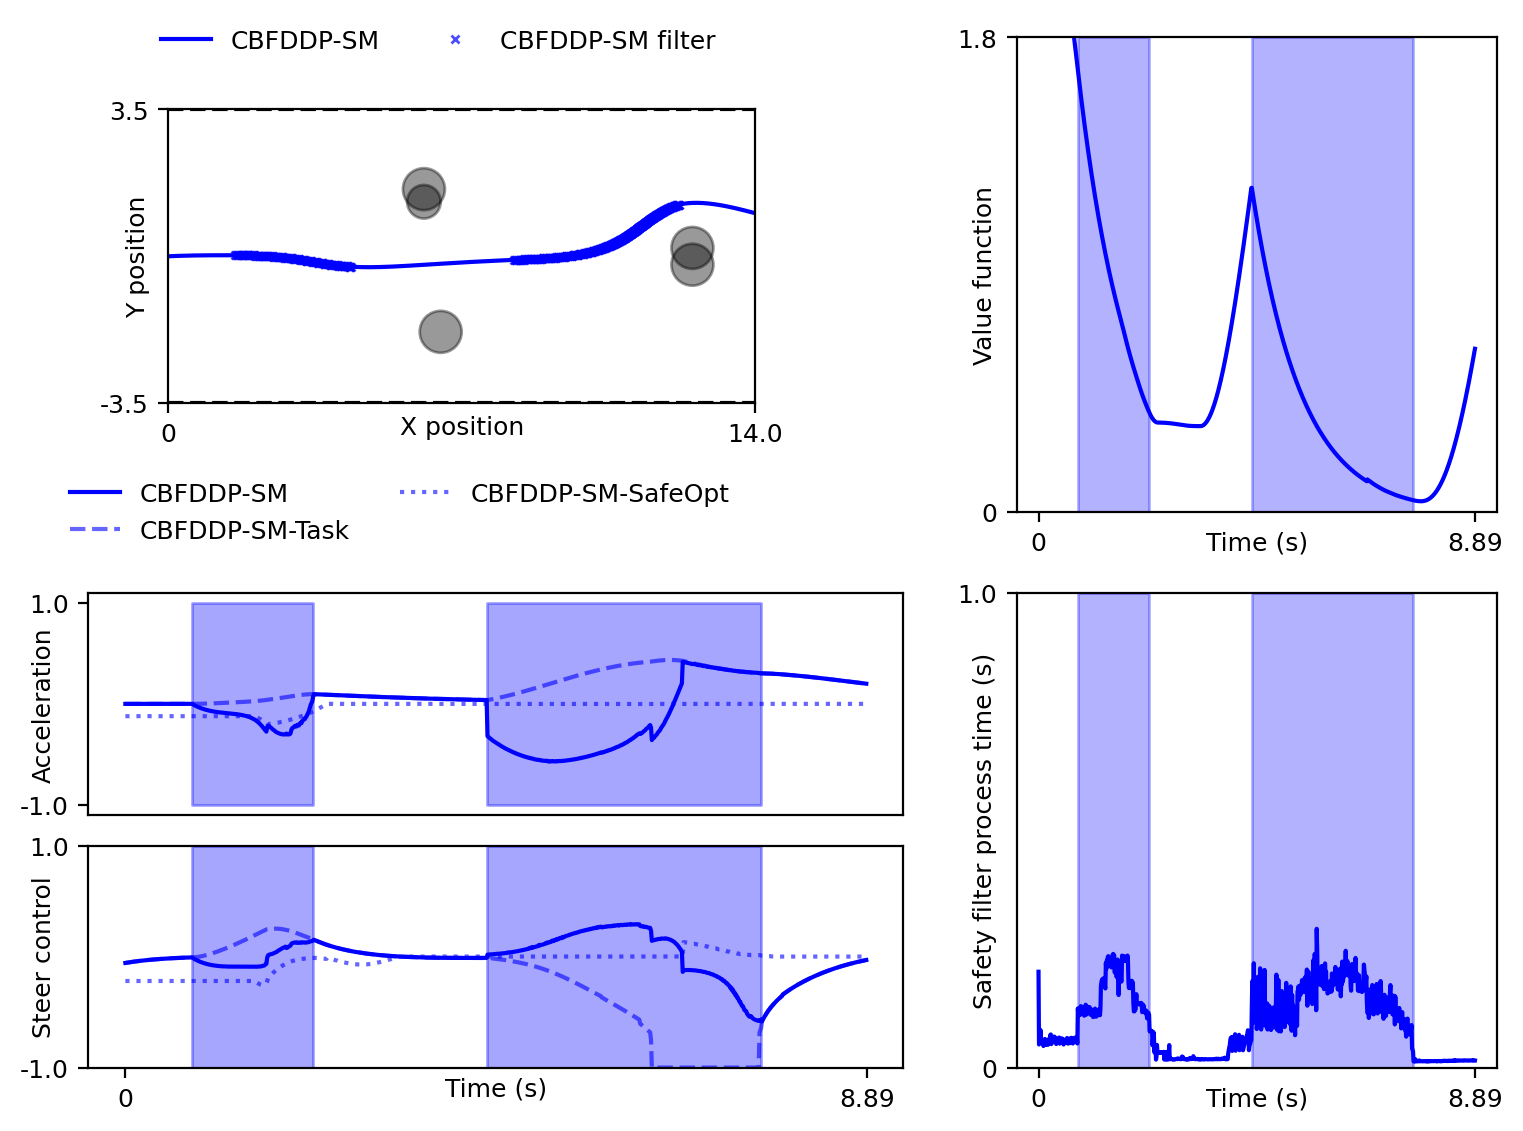 CBFDDP-SM CBFDDP-SM filter
3.5
Y position
-3.5
0 X position 14.0
1.8
Value function
0
0 Time (s) 8.89
CBFDDP-SM CBFDDP-SM-SafeOpt
CBFDDP-SM-Task
1.0
Acceleration
-1.0
1.0
Steer control
-1.0
0 Time (s) 8.89
1.0
Safety filter process time (s)
0
0 Time (s) 8.89